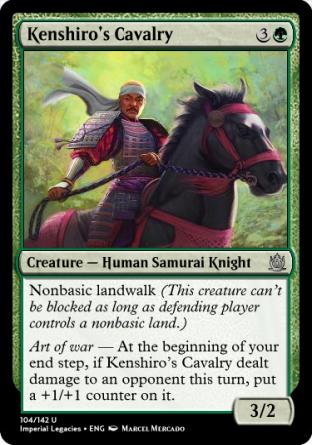 Kenshiro's Cavalry 3
Creature — Human Samurai Knight
Nonbasic landwalk (This creature can't
be blocked as long as defending player
controls a nonbasic land.)
Art of war — At the beginning of your
end step, if Kenshiro's Cavalry dealt
damage to an opponent this turn, put
a +1/+1 counter on it.
3/2
104/142 U
Imperial Legacies • ENG Marcel Mercado